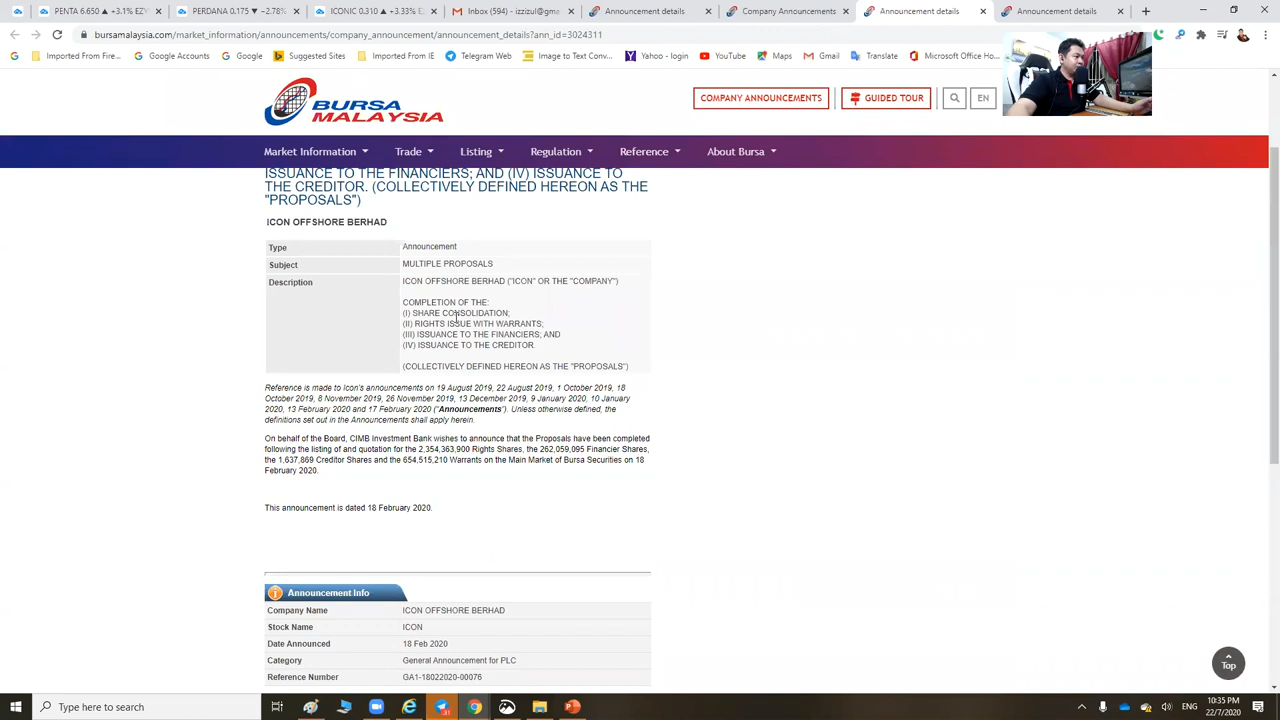 PENTA 6.650 ▲ +3.1% EZY
PERDANA 0.175 ▲ +2.78%
ICONIC 0.310 ▲ +3.33% EZY
Inbox (594) - izzizul@gm
Announcement details
Company Announcements
Announcement details
Announcement details
bursamalaysia.com/market_information/announcements/company_announcement/announcement_details?ann_id=3024311
Imported From Fire
Google Accounts
Google
Suggested Sites
Imported From IE
Telegram Web
Image to Text Conv...
Yahoo - login
YouTube
Maps
Gmail
Translate
Microsoft Office Ho...
BURSA
MALAYSIA
COMPANY ANNOUNCEMENTS
GUIDED TOUR
EN
Market Information
Trade
Listing
Regulation
Reference
About Bursa
ISSUANCE TO THE FINANCIERS; AND (IV) ISSUANCE TO
THE CREDITOR. (COLLECTIVELY DEFINED HEREON AS THE
"PROPOSALS")
ICON OFFSHORE BERHAD
Type Announcement
Subject MULTIPLE PROPOSALS
Description ICON OFFSHORE BERHAD ("ICON" OR THE "COMPANY")
COMPLETION OF THE:
(I) SHARE CONSOLIDATION;
(II) RIGHTS ISSUE WITH WARRANTS;
(III) ISSUANCE TO THE FINANCIERS; AND
(IV) ISSUANCE TO THE CREDITOR.
(COLLECTIVELY DEFINED HEREON AS THE "PROPOSALS")
Reference is made to Icon's announcements on 19 August 2019, 22 August 2019, 1 October 2019, 18
October 2019, 6 November 2019, 26 November 2019, 13 December 2019, 9 January 2020, 10 January
2020, 13 February 2020 and 17 February 2020 ("Announcements"). Unless otherwise defined, the
definitions set out in the Announcements shall apply herein.
On behalf of the Board, CIMB Investment Bank wishes to announce that the Proposals have been completed
following the listing of and quotation for the 2,354,363,900 Rights Shares, the 262,059,095 Financier Shares,
the 1,637,869 Creditor Shares and the 654,515,210 Warrants on the Main Market of Bursa Securities on 18
February 2020.
This announcement is dated 18 February 2020.
Announcement Info
Company Name ICON OFFSHORE BERHAD
Stock Name ICON
Date Announced 18 Feb 2020
Category General Announcement for PLC
Reference Number GA1-18022020-00076
Top
Type here to search
10:35 PM
22/7/2020